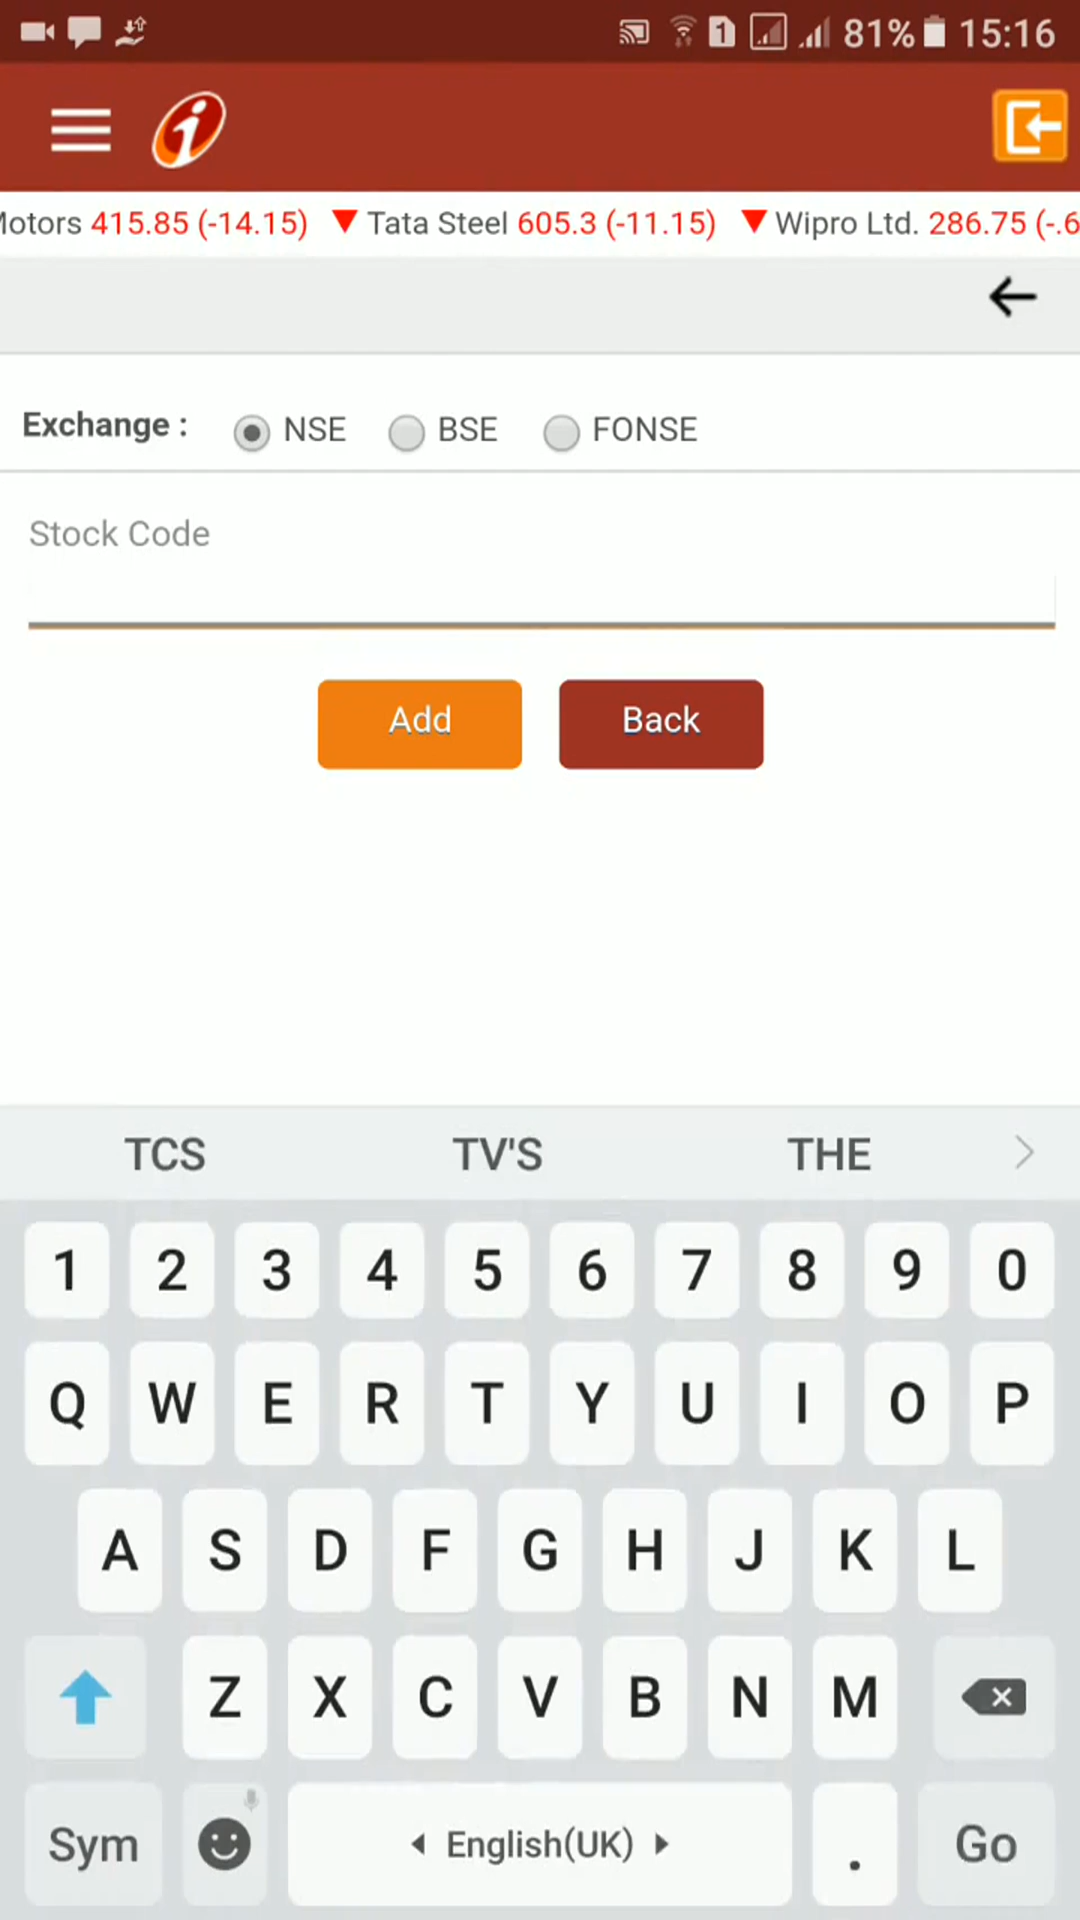 1 81% 15:16
i
Motors 415.85 (-14.15) ▼ Tata Steel 605.3 (-11.15) ▼ Wipro Ltd. 286.75 (-.6
Exchange : NSE BSE FONSE
Stock Code
Add Back
TCS TV'S THE
1 2 3 4 5 6 7 8 9 0
Q W E R T Y U I O P
A S D F G H J K L
Z X C V B N M
Sym English(UK) . Go